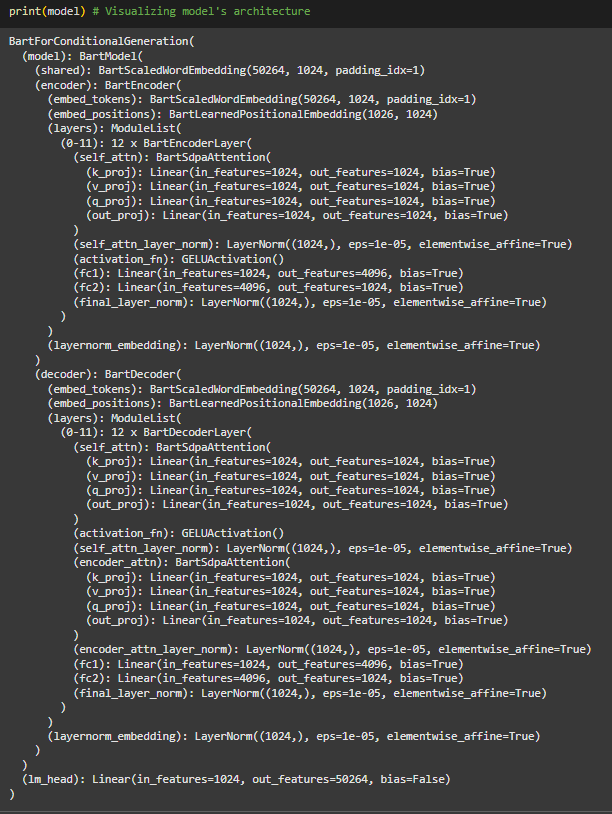 print(model) # Visualizing model's architecture
BartForConditionalGeneration(
  (model): BartModel(
    (shared): BartScaledWordEmbedding(50264, 1024, padding_idx=1)
    (encoder): BartEncoder(
      (embed_tokens): BartScaledWordEmbedding(50264, 1024, padding_idx=1)
      (embed_positions): BartLearnedPositionalEmbedding(1026, 1024)
      (layers): ModuleList(
        (0-11): 12 x BartEncoderLayer(
          (self_attn): BartSdpaAttention(
            (k_proj): Linear(in_features=1024, out_features=1024, bias=True)
            (v_proj): Linear(in_features=1024, out_features=1024, bias=True)
            (q_proj): Linear(in_features=1024, out_features=1024, bias=True)
            (out_proj): Linear(in_features=1024, out_features=1024, bias=True)
          )
          (self_attn_layer_norm): LayerNorm((1024,), eps=1e-05, elementwise_affine=True)
          (activation_fn): GELUActivation()
          (fc1): Linear(in_features=1024, out_features=4096, bias=True)
          (fc2): Linear(in_features=4096, out_features=1024, bias=True)
          (final_layer_norm): LayerNorm((1024,), eps=1e-05, elementwise_affine=True)
        )
      )
      (layernorm_embedding): LayerNorm((1024,), eps=1e-05, elementwise_affine=True)
    )
    (decoder): BartDecoder(
      (embed_tokens): BartScaledWordEmbedding(50264, 1024, padding_idx=1)
      (embed_positions): BartLearnedPositionalEmbedding(1026, 1024)
      (layers): ModuleList(
        (0-11): 12 x BartDecoderLayer(
          (self_attn): BartSdpaAttention(
            (k_proj): Linear(in_features=1024, out_features=1024, bias=True)
            (v_proj): Linear(in_features=1024, out_features=1024, bias=True)
            (q_proj): Linear(in_features=1024, out_features=1024, bias=True)
            (out_proj): Linear(in_features=1024, out_features=1024, bias=True)
          )
          (activation_fn): GELUActivation()
          (self_attn_layer_norm): LayerNorm((1024,), eps=1e-05, elementwise_affine=True)
          (encoder_attn): BartSdpaAttention(
            (k_proj): Linear(in_features=1024, out_features=1024, bias=True)
            (v_proj): Linear(in_features=1024, out_features=1024, bias=True)
            (q_proj): Linear(in_features=1024, out_features=1024, bias=True)
            (out_proj): Linear(in_features=1024, out_features=1024, bias=True)
          )
          (encoder_attn_layer_norm): LayerNorm((1024,), eps=1e-05, elementwise_affine=True)
          (fc1): Linear(in_features=1024, out_features=4096, bias=True)
          (fc2): Linear(in_features=4096, out_features=1024, bias=True)
          (final_layer_norm): LayerNorm((1024,), eps=1e-05, elementwise_affine=True)
        )
      )
      (layernorm_embedding): LayerNorm((1024,), eps=1e-05, elementwise_affine=True)
    )
  )
  (lm_head): Linear(in_features=1024, out_features=50264, bias=False)
)